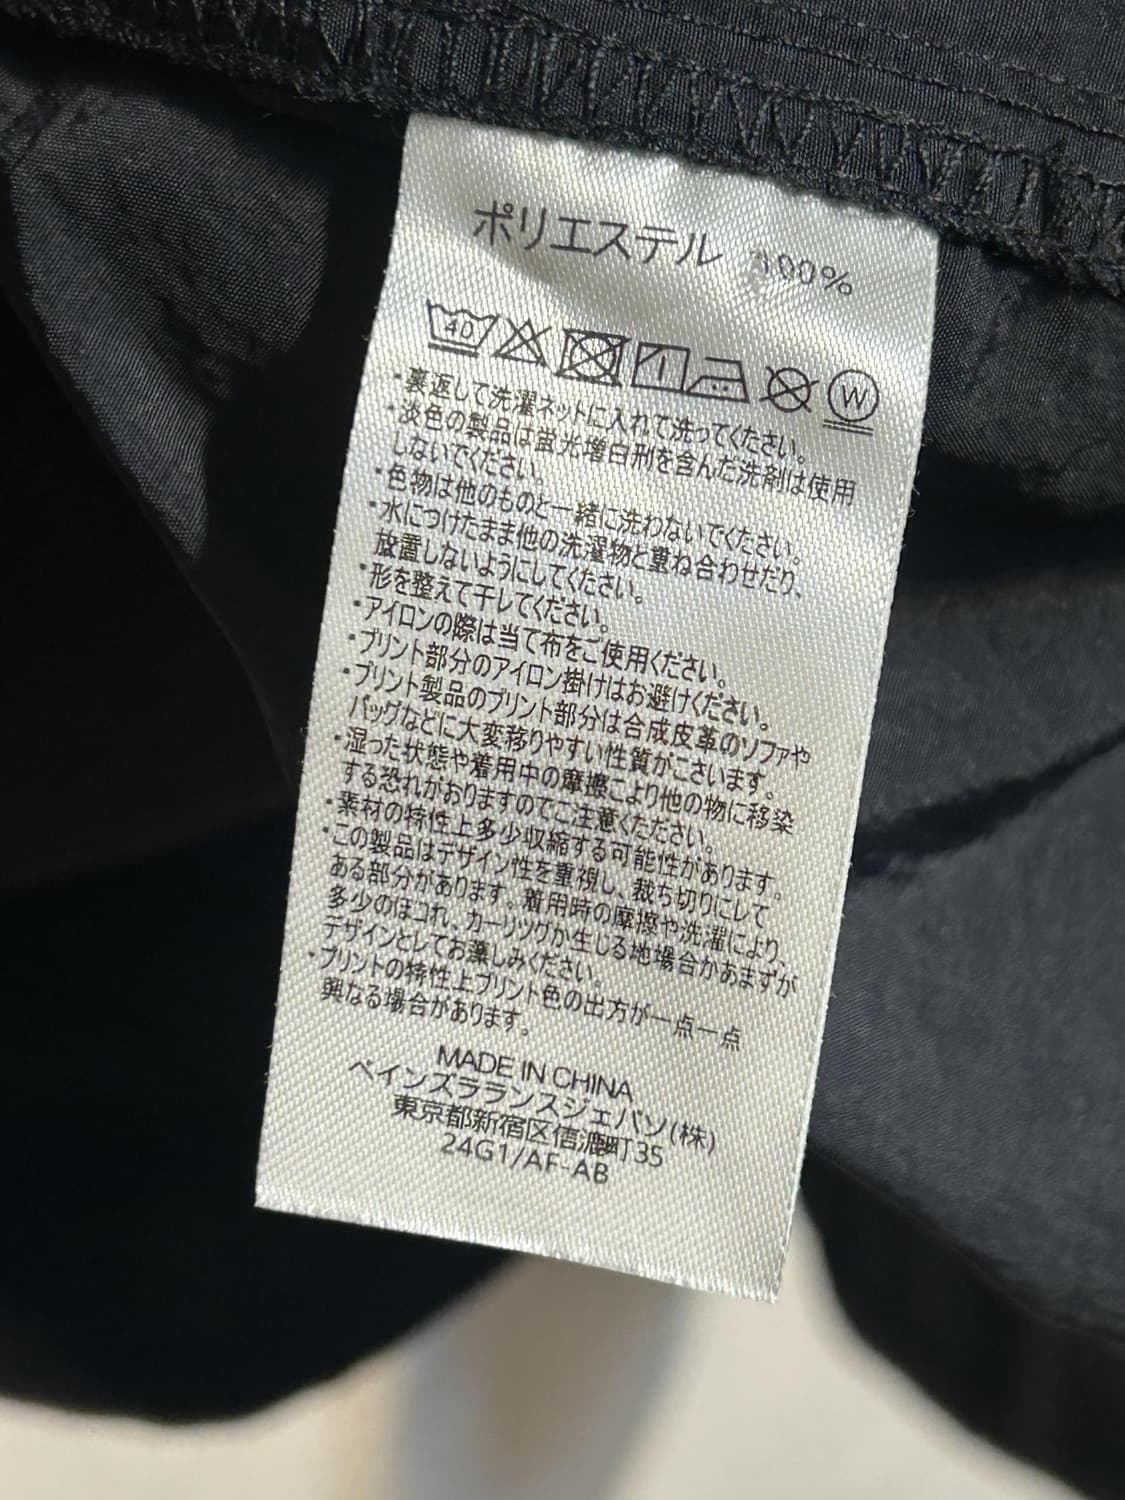 ポリエステル 100%
40 W
・裏返して洗濯ネットに入れて洗ってください。
・淡色の製品は蛍光増白剤を含んだ洗剤は使用
しないでください。
・色物は他のものと一緒に洗わないでください。
・水につけたまま他の洗濯物と重ね合わせだり、
放置しないようにしてください。
・形を整えて干してください。
・アイロンの際は当て布をご使用ください。
・プリント部分のアイロン掛けはお避けください。
・プリント製品のプリント部分は合成皮革のソファや
バッグなどに大変移りやすい性質がこさいます。
・湿った状態や着用中の摩擦により他の物に移染
する恐れがおりますのでご注意ください。
・素材の特性上多少収縮する可能性があります。
・この製品はデザイン性を重視し、裁ち切りにして
ある部分があります。着用時の摩擦や洗濯により、
多少のほコれ、カーリツグか生じる地場合かあまずが
デザインとしてお藻しみください。
・プリントの特性上プリント色の出方が一点一点
興なる場合があります。
MADE IN CHINA
ペインズラランスジェバソ(株)
東京都新宿区信濃町35
24G1/AF-AB